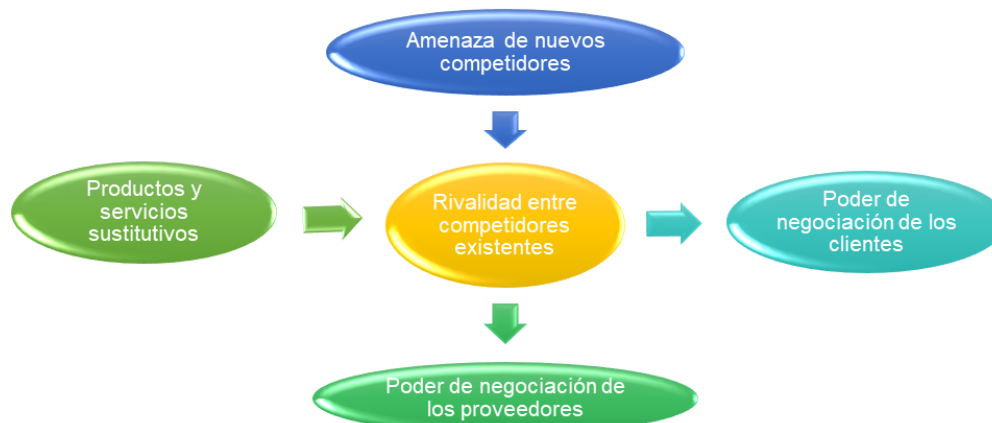 Amenaza de nuevos
competidores
Productos y
servicios
sustitutivos
Rivalidad entre
competidores
existentes
Poder de
negociación de los
clientes
Poder de negociación de
los proveedores